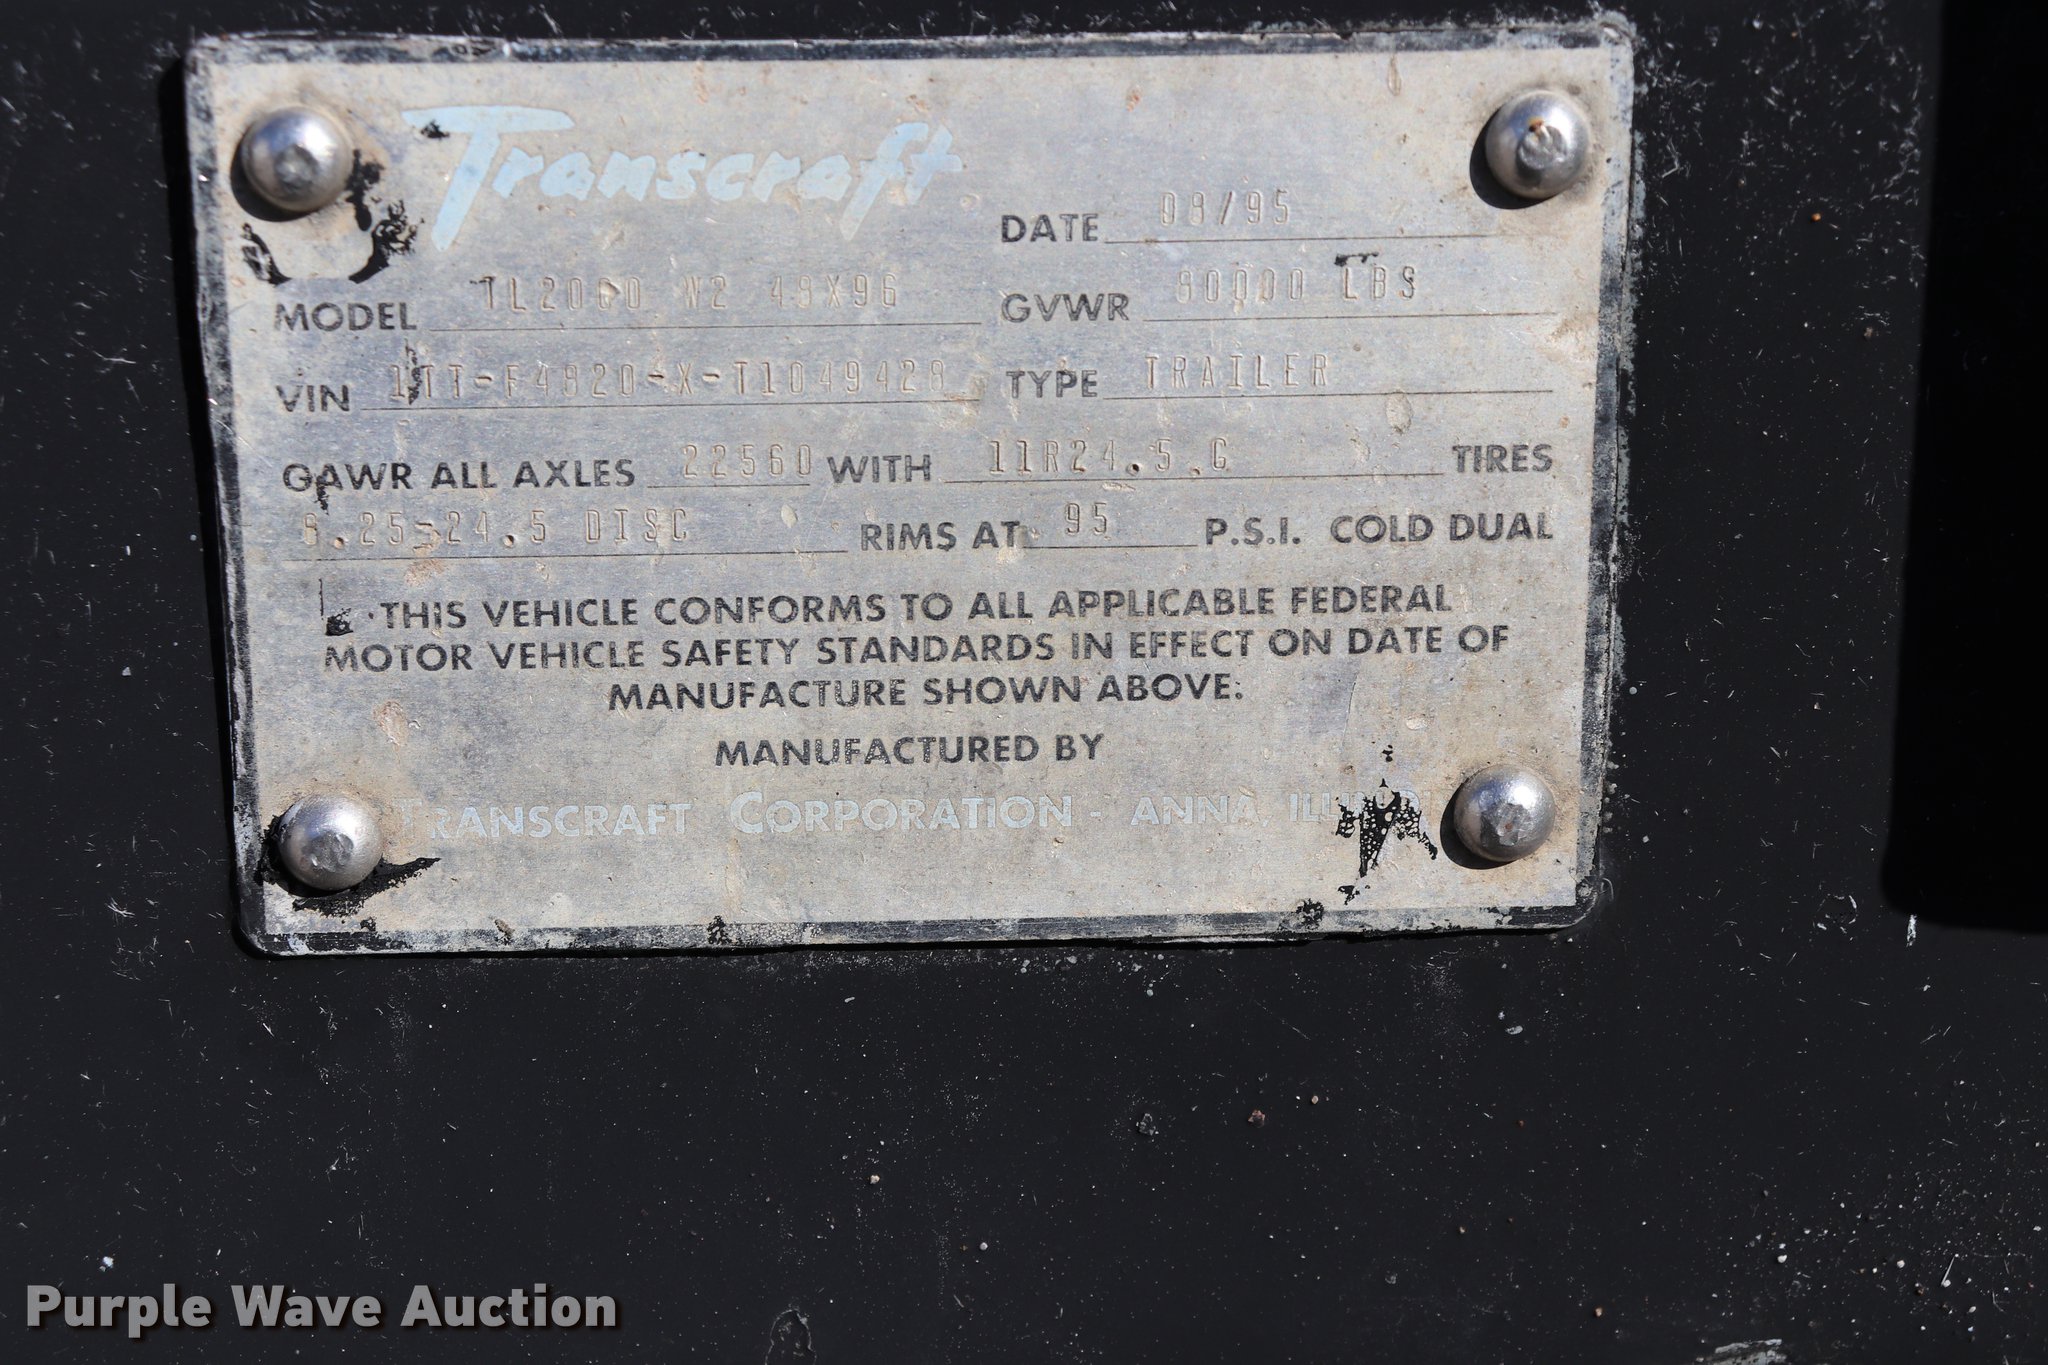 Transcraft
DATE 08/95
MODEL TL2000 W2 48X96 GVWR 80000 LBS
VIN 1TT-F4820-X-T1049428 TYPE TRAILER
GAWR ALL AXLES 22560 WITH 11R24.5.G TIRES
8.25-24.5 DISC RIMS AT 95 P.S.I. COLD DUAL
THIS VEHICLE CONFORMS TO ALL APPLICABLE FEDERAL
MOTOR VEHICLE SAFETY STANDARDS IN EFFECT ON DATE OF
MANUFACTURE SHOWN ABOVE.
MANUFACTURED BY
TRANSCRAFT CORPORATION - ANNA, ILLINOIS
Purple Wave Auction